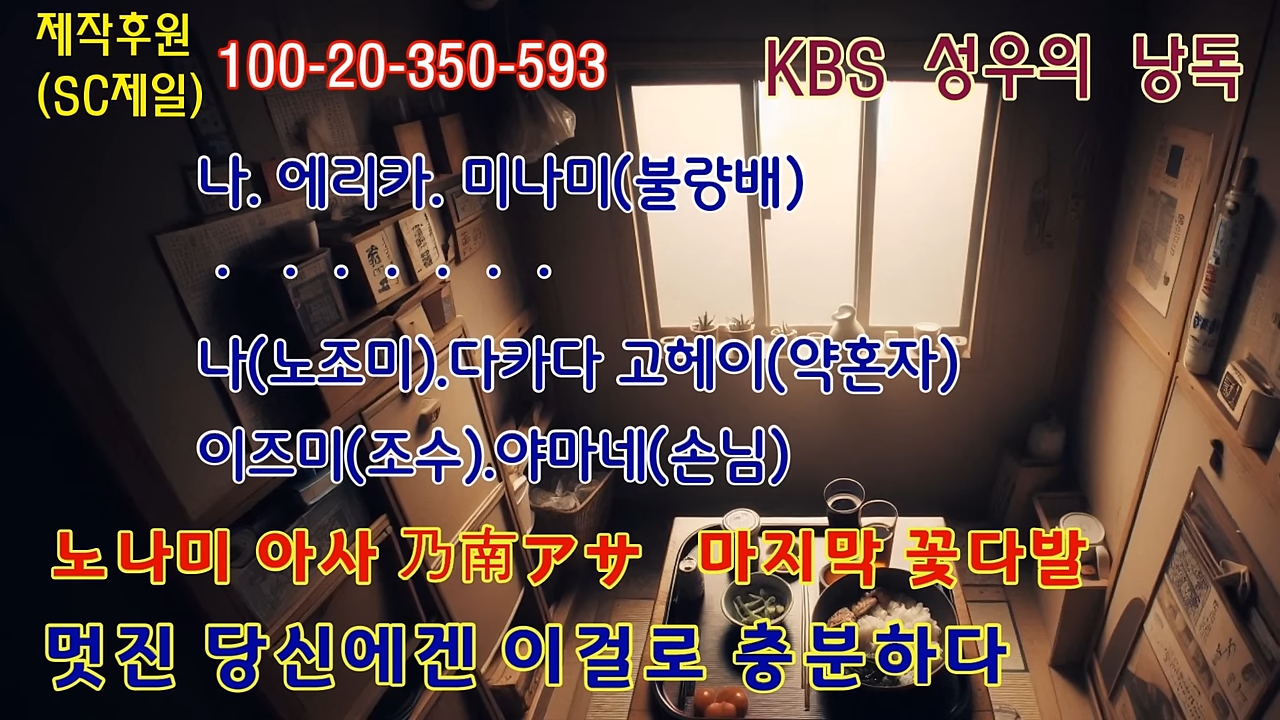 제작후원
(SC제일)
100-20-350-593
KBS 성우의 낭독
나. 에리카. 미나미(불량배)
. . . . . . . .
나(노조미).다카다 고헤이(약혼자)
이즈미(조수).야마네(손님)
노나미 아사 乃南アサ 마지막 꽃다발
멋진 당신에겐 이걸로 충분하다